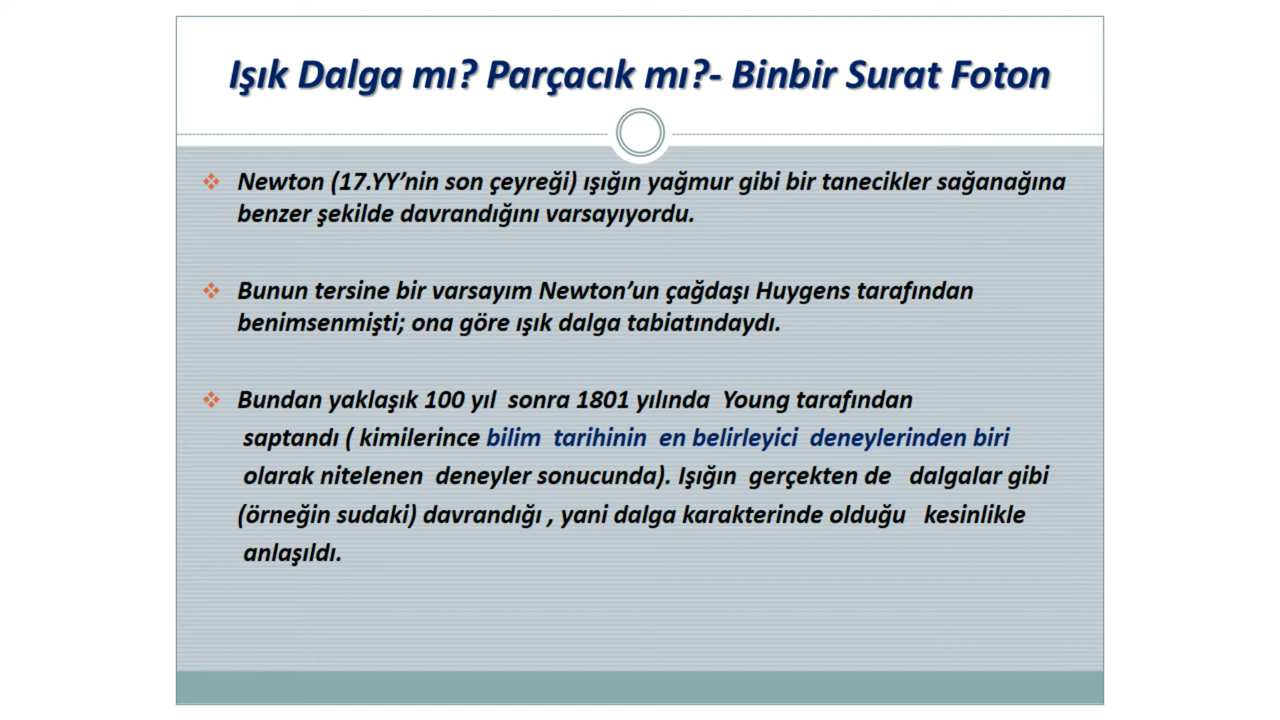 Işık Dalga mı? Parçacık mı?- Binbir Surat Foton
Newton (17.YY’nin son çeyreği) ışığın yağmur gibi bir tanecikler sağanağına
benzer şekilde davrandığını varsayıyordu.
Bunun tersine bir varsayım Newton’un çağdaşı Huygens tarafından
benimsenmişti; ona göre ışık dalga tabiatındaydı.
Bundan yaklaşık 100 yıl sonra 1801 yılında Young tarafından
saptandı ( kimilerince bilim tarihinin en belirleyici deneylerinden biri
olarak nitelenen deneyler sonucunda). Işığın gerçekten de dalgalar gibi
(örneğin sudaki) davrandığı , yani dalga karakterinde olduğu kesinlikle
anlaşıldı.